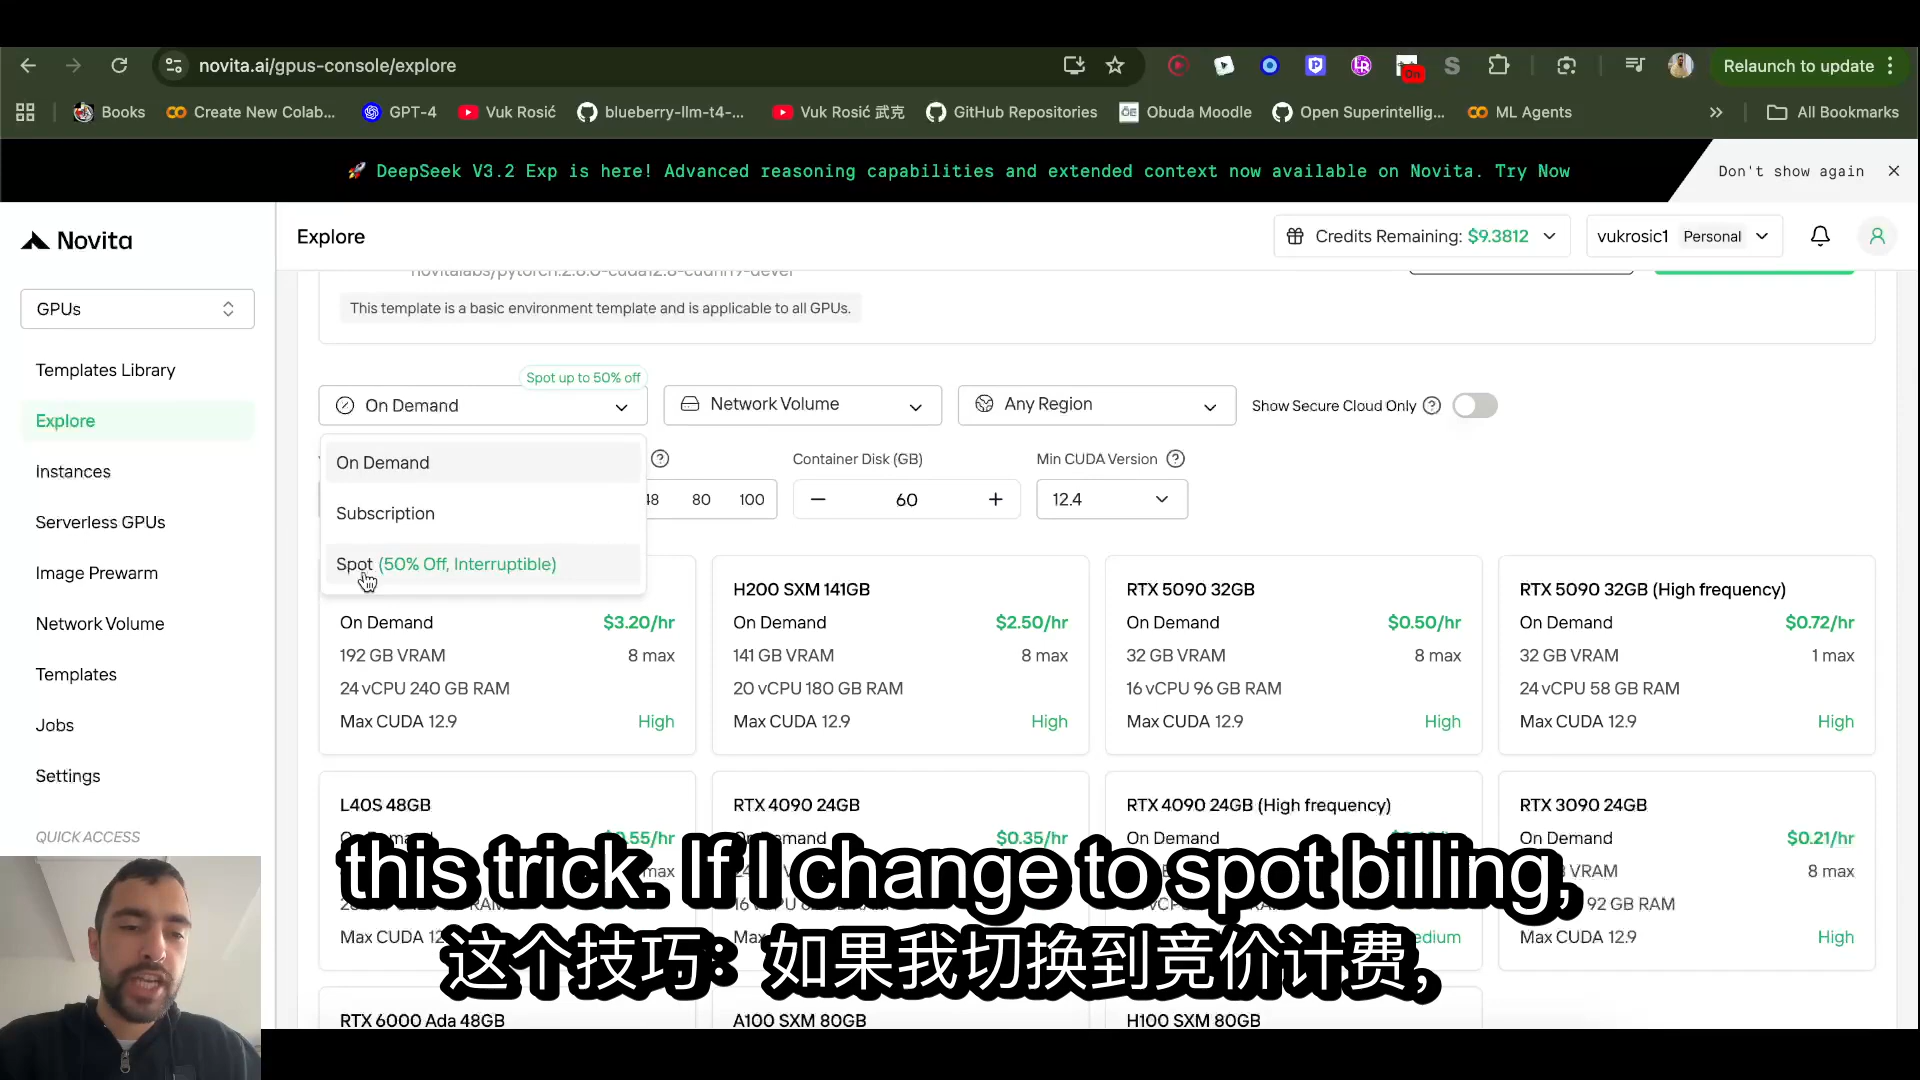 novita.ai/gpus-console/explore
On
Relaunch to update
Books
Create New Colab...
GPT-4
Vuk Rosić
blueberry-llm-t4-...
Vuk Rosić 武克
GitHub Repositories
Obuda Moodle
Open Superintellig...
ML Agents
All Bookmarks
🚀 DeepSeek V3.2 Exp is here! Advanced reasoning capabilities and extended context now available on Novita. Try Now
Don't show again
Novita
Explore
Credits Remaining: $9.3812
vukrosic1 Personal
GPUs
Templates Library
Explore
Instances
Serverless GPUs
Image Prewarm
Network Volume
Templates
Jobs
Settings
QUICK ACCESS
This template is a basic environment template and is applicable to all GPUs.
Spot up to 50% off
On Demand
Network Volume
Any Region
Show Secure Cloud Only
On Demand
Subscription
Spot (50% Off, Interruptible)
80
100
Container Disk (GB)
60
Min CUDA Version
12.4
On Demand $3.20/hr
192 GB VRAM 8 max
24 vCPU 240 GB RAM
Max CUDA 12.9 High
H200 SXM 141GB
On Demand $2.50/hr
141 GB VRAM 8 max
20 vCPU 180 GB RAM
Max CUDA 12.9 High
RTX 5090 32GB
On Demand $0.50/hr
32 GB VRAM 8 max
16 vCPU 96 GB RAM
Max CUDA 12.9 High
RTX 5090 32GB (High frequency)
On Demand $0.72/hr
32 GB VRAM 1 max
24 vCPU 58 GB RAM
Max CUDA 12.9 High
L40S 48GB
RTX 4090 24GB
$0.35/hr
RTX 4090 24GB (High frequency)
On Demand
RTX 3090 24GB
On Demand $0.21/hr
VRAM 8 max
GB RAM
Max CUDA 12.9 High
this trick. If I change to spot billing,
这个技巧：如果我切换到竞价计费，
RTX 6000 Ada 48GB
A100 SXM 80GB
H100 SXM 80GB